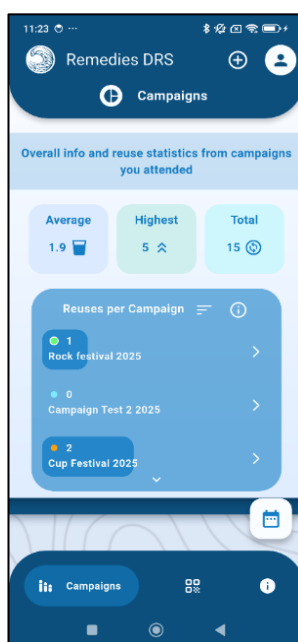 11:23
Remedies DRS
Campaigns
Overall info and reuse statistics from campaigns
you attended
Average
Highest
Total
1.9
5
15
Reuses per Campaign
1
Rock festival 2025
0
Campaign Test 2 2025
2
Cup Festival 2025
Campaigns